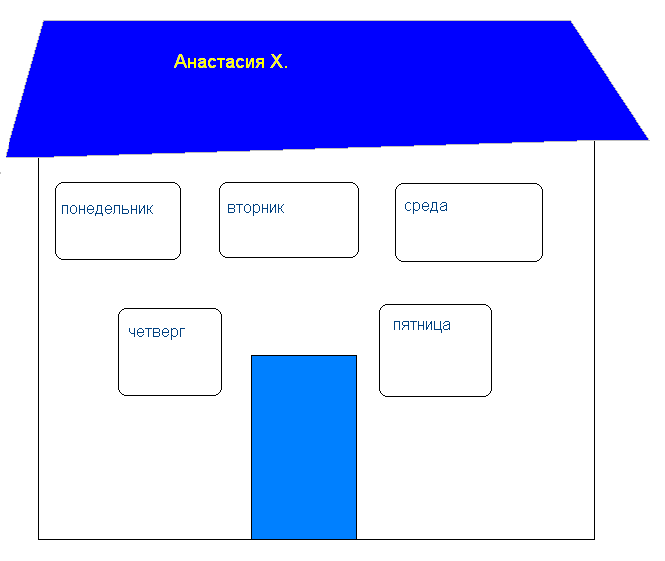 Анастасия Х.
понедельник
вторник
среда
четверг
пятница